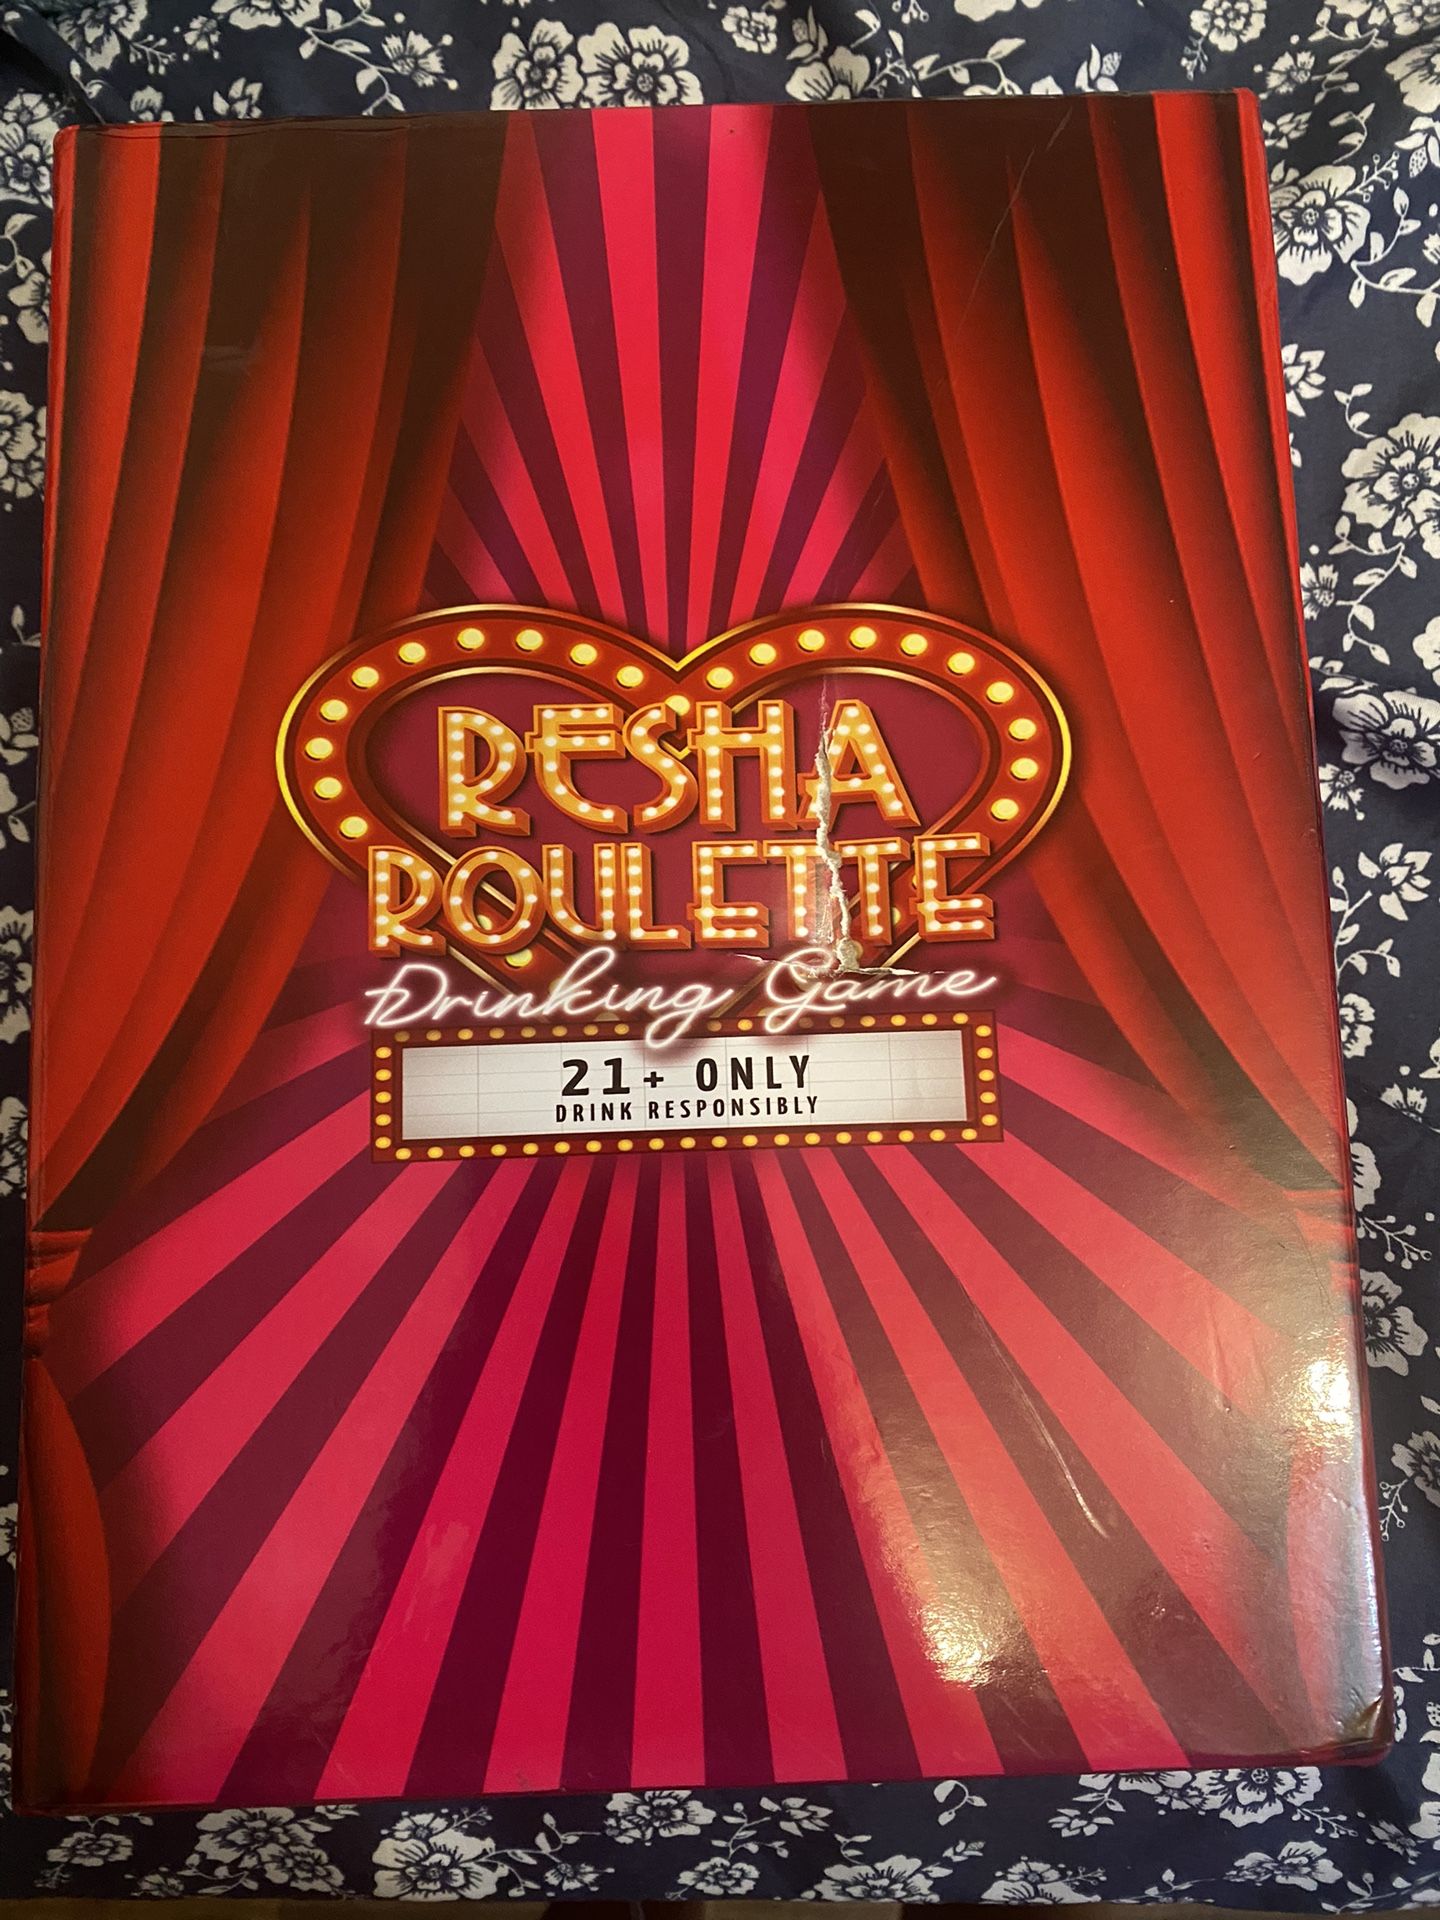 RESHA
ROULETTE
Drinking Game
21+ ONLY
DRINK RESPONSIBLY